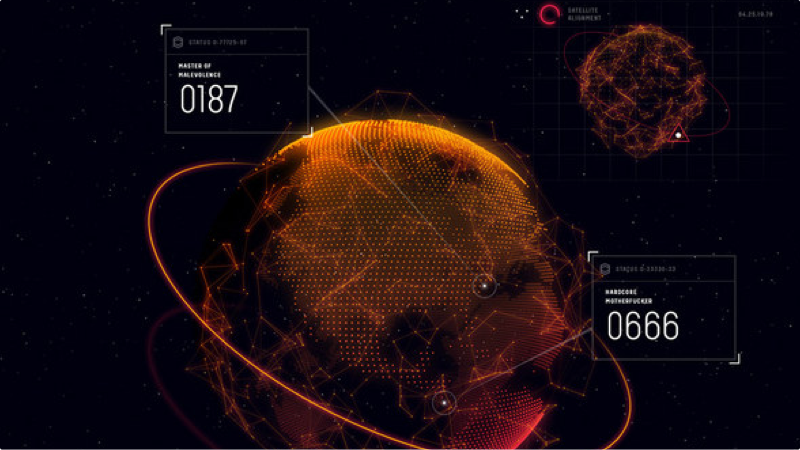 SATELLITE
ALIGNMENT
MASTER OF
MALEVOLENCE
0187
HARDCORE
MOTHERFUCKER
0666